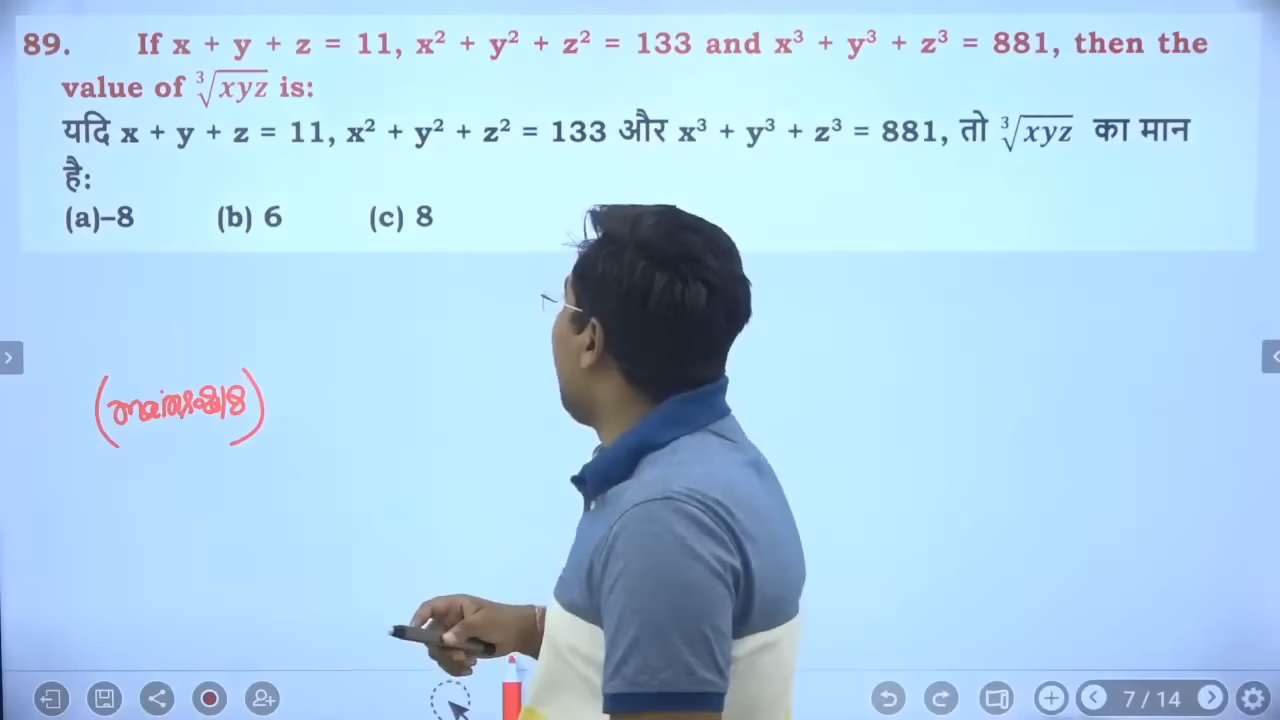 89. If x + y + z = 11, x² + y² + z² = 133 and x³ + y³ + z³ = 881, then the
value of ∛xyz is:
यदि x + y + z = 11, x² + y² + z² = 133 और x³ + y³ + z³ = 881, तो ∛xyz का मान
है:
(a)–8 (b) 6 (c) 8
7 / 14